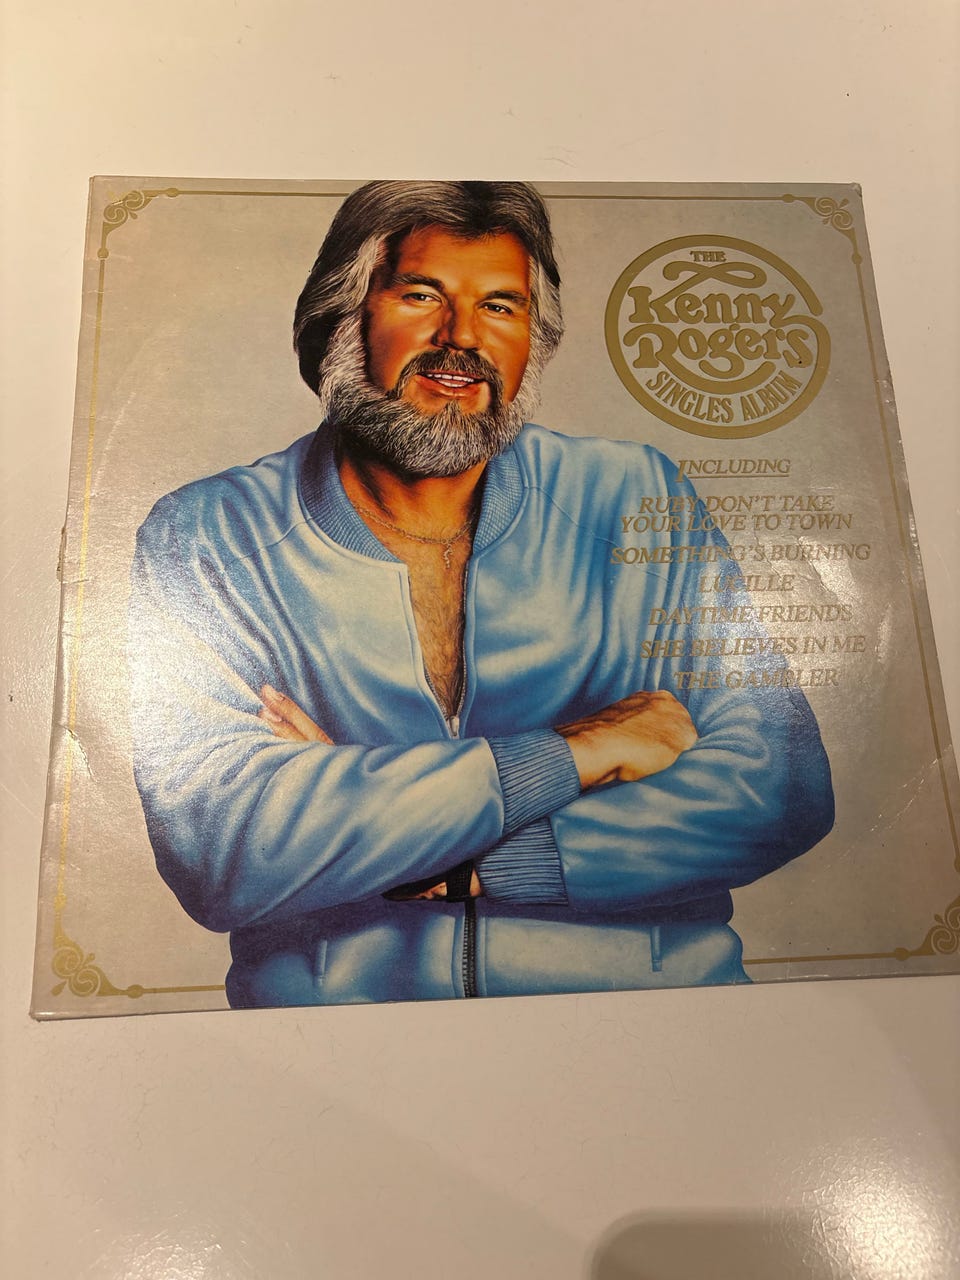 THE
Kenny
Rogers
SINGLES ALBUM
INCLUDING
RUBY DON'T TAKE
YOUR LOVE TO TOWN
SOMETHING'S BURNING
LUCILLE
DAYTIME FRIENDS
SHE BELIEVES IN ME
THE GAMBLER